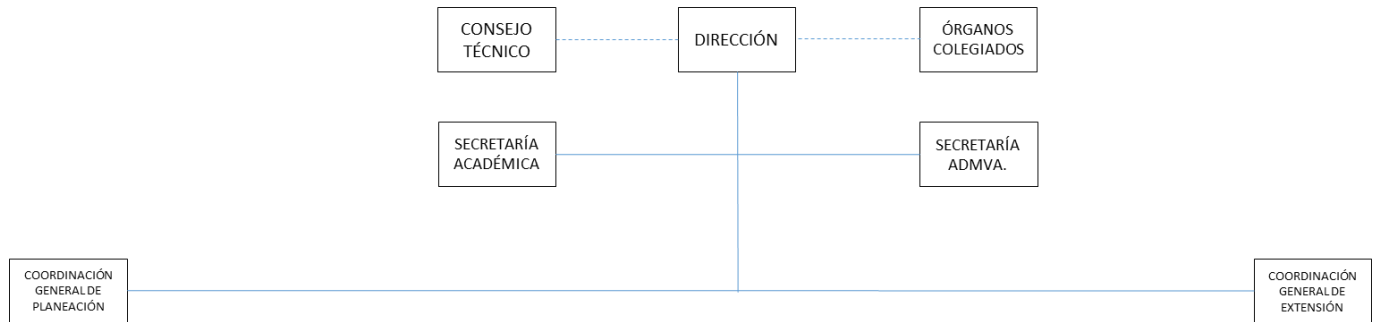 CONSEJO
TÉCNICO
DIRECCIÓN
ÓRGANOS
COLEGIADOS
SECRETARÍA
ACADÉMICA
SECRETARÍA
ADMVA.
COORDINACIÓN
GENERAL DE
PLANEACIÓN
COORDINACIÓN
GENERAL DE
EXTENSIÓN